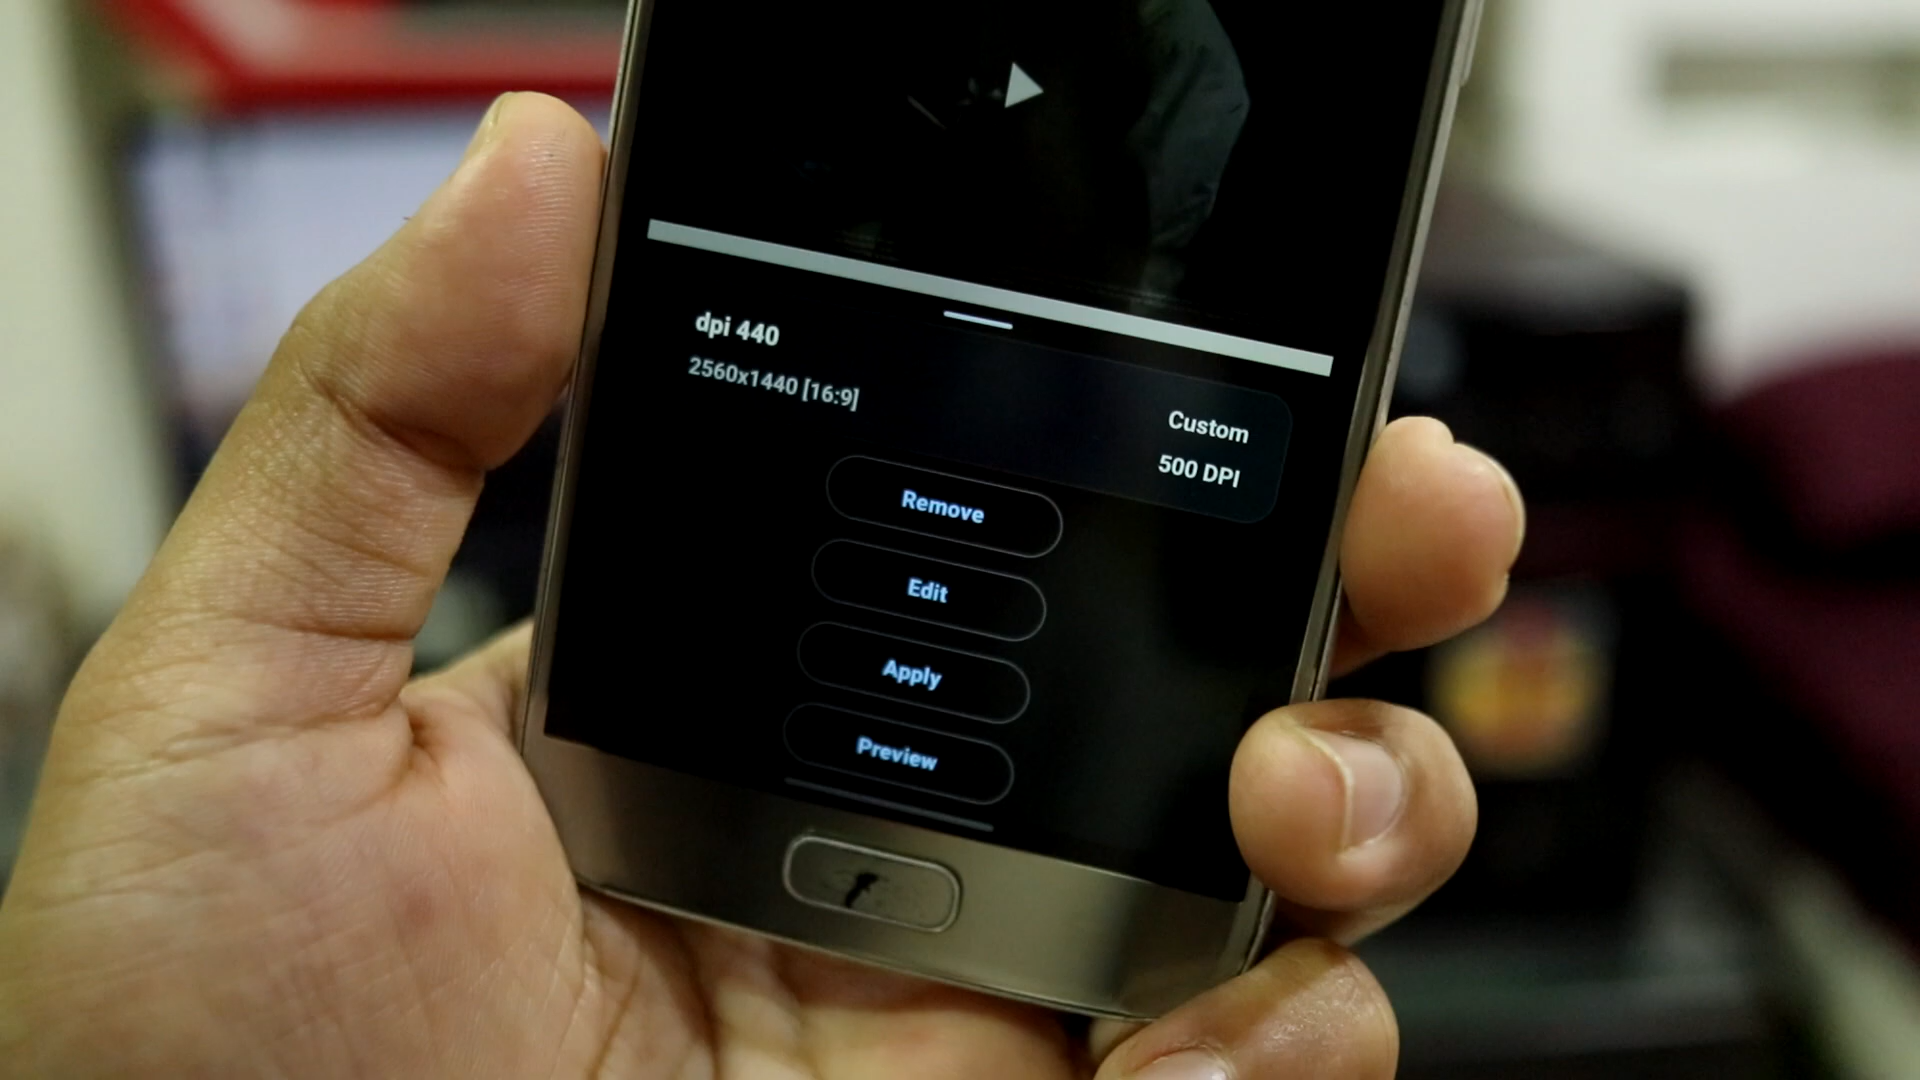 dpi 440
2560x1440 [16:9]
Custom
500 DPI
Remove
Edit
Apply
Preview